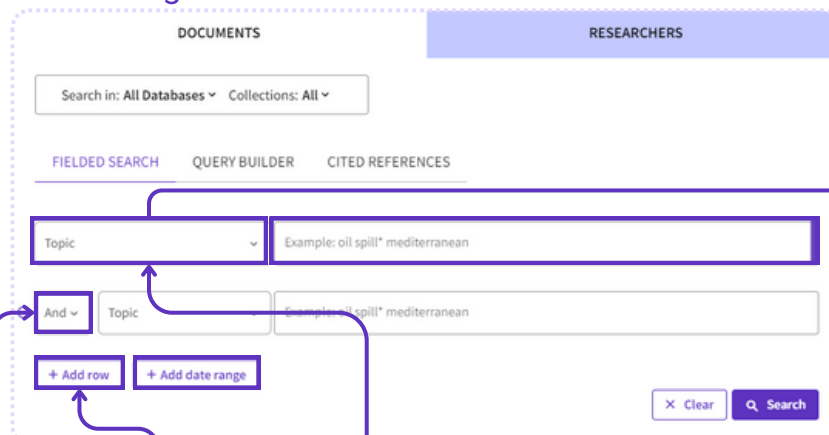 DOCUMENTS RESEARCHERS
Search in: All Databases Collections: All
FIELDED SEARCH QUERY BUILDER CITED REFERENCES
Topic Example: oil spill* mediterranean
And Topic Example: oil spill* mediterranean
+ Add row + Add date range
× Clear Search